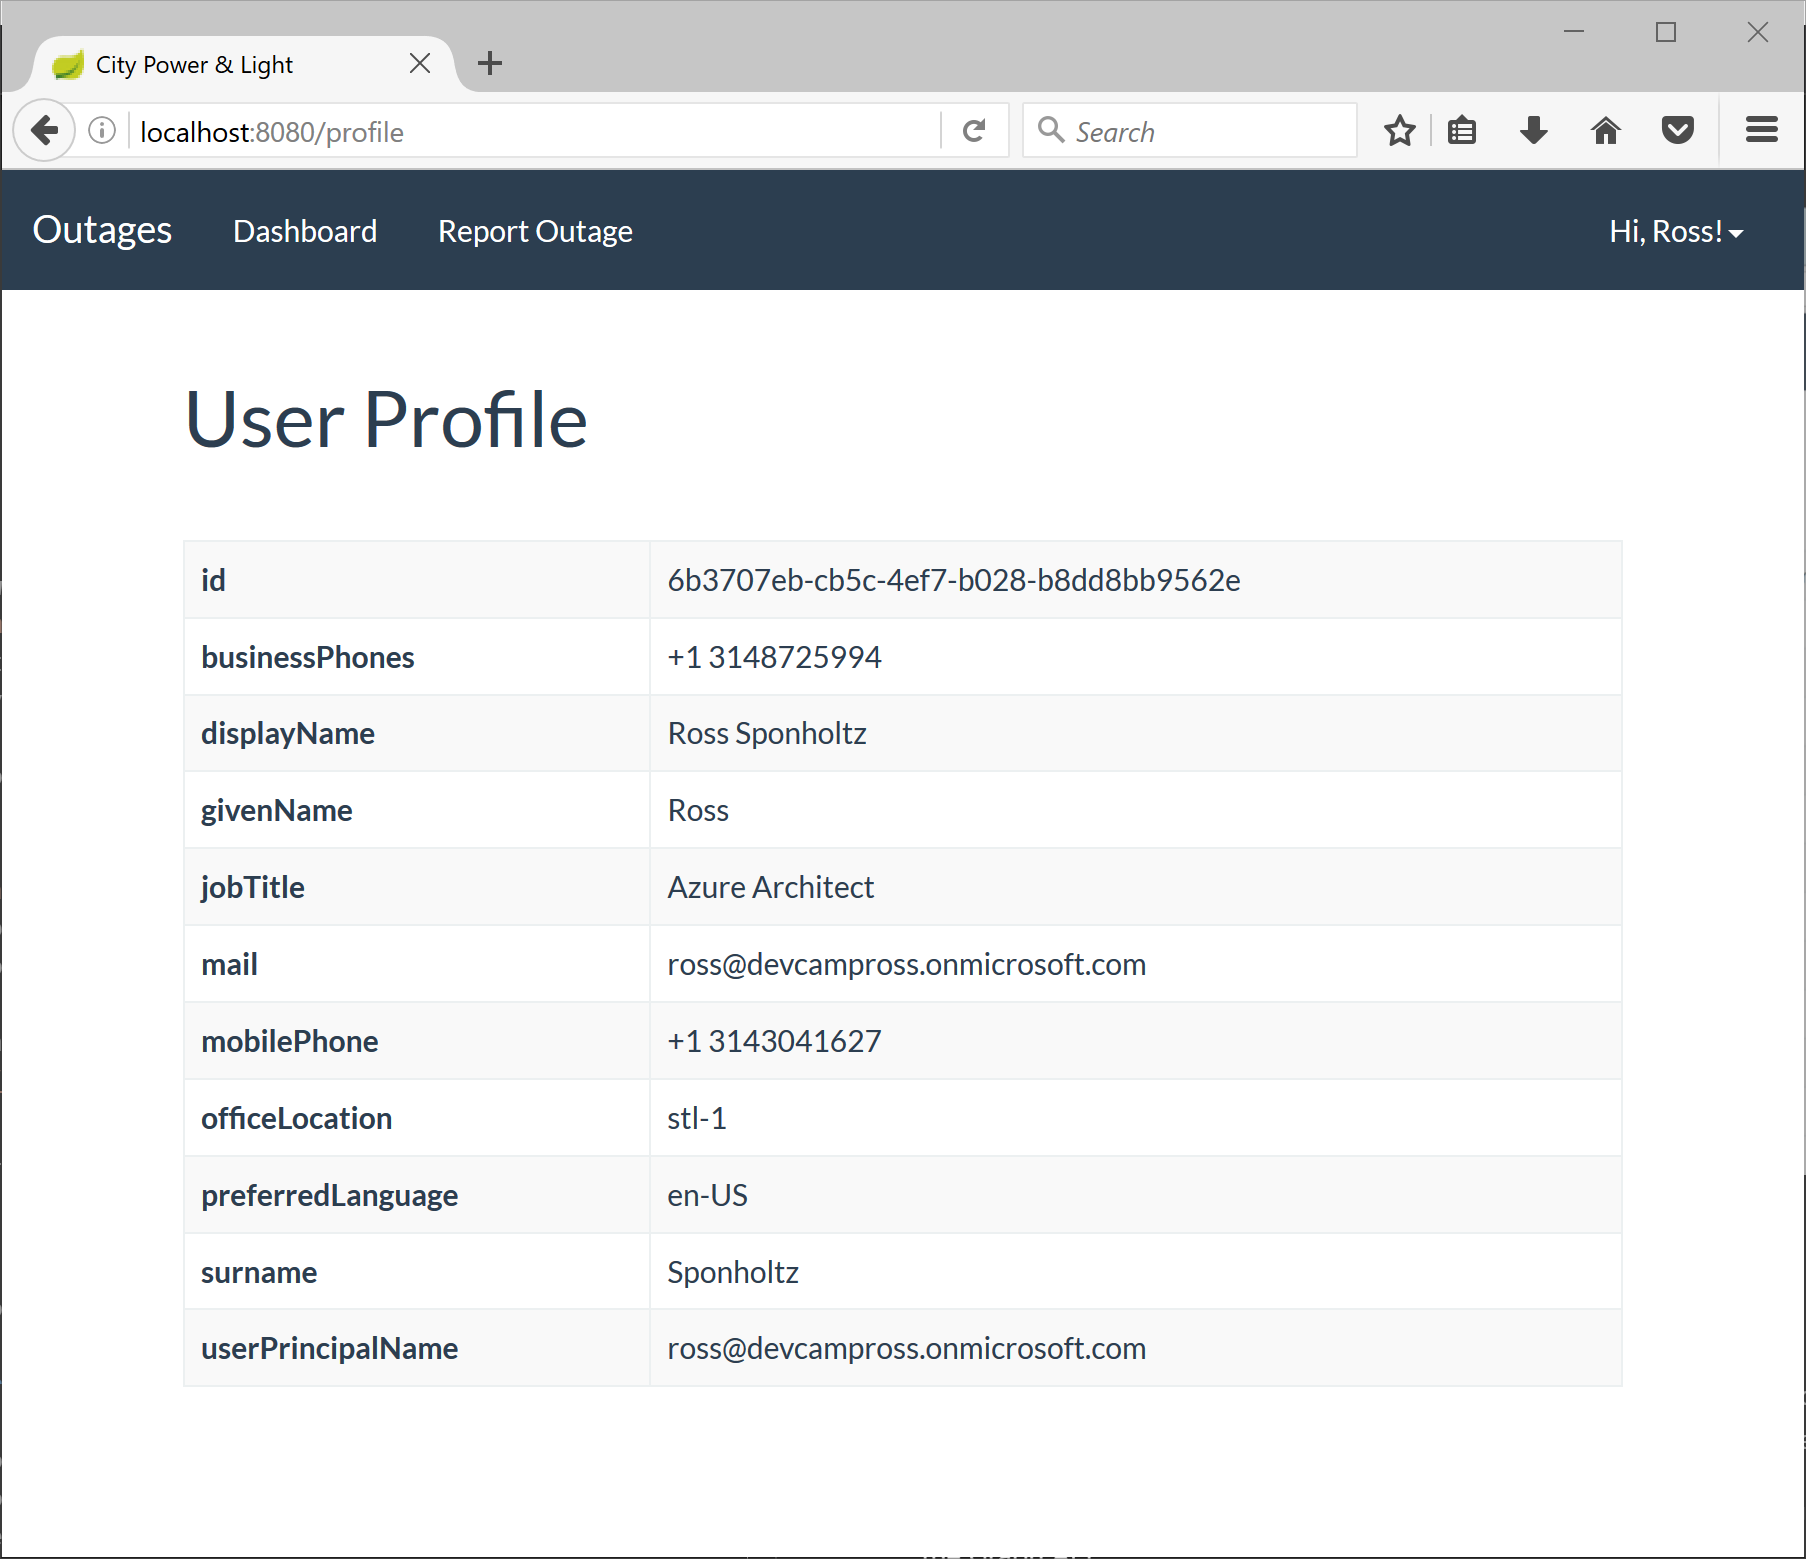 City Power & Light
localhost:8080/profile
Search
Outages Dashboard Report Outage Hi, Ross!
User Profile
id 6b3707eb-cb5c-4ef7-b028-b8dd8bb9562e
businessPhones +1 3148725994
displayName Ross Sponholtz
givenName Ross
jobTitle Azure Architect
mail ross@devcampross.onmicrosoft.com
mobilePhone +1 3143041627
officeLocation stl-1
preferredLanguage en-US
surname Sponholtz
userPrincipalName ross@devcampross.onmicrosoft.com